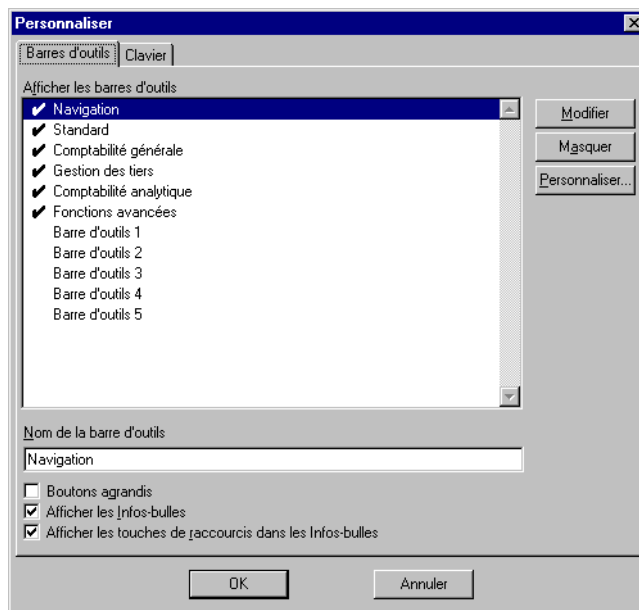 Personnaliser
Barres d'outils Clavier
Afficher les barres d'outils
Navigation
Standard
Comptabilité générale
Gestion des tiers
Comptabilité analytique
Fonctions avancées
Barre d'outils 1
Barre d'outils 2
Barre d'outils 3
Barre d'outils 4
Barre d'outils 5
Modifier
Masquer
Personnaliser...
Nom de la barre d'outils
Navigation
Boutons agrandis
Afficher les Infos-bulles
Afficher les touches de raccourcis dans les Infos-bulles
OK Annuler